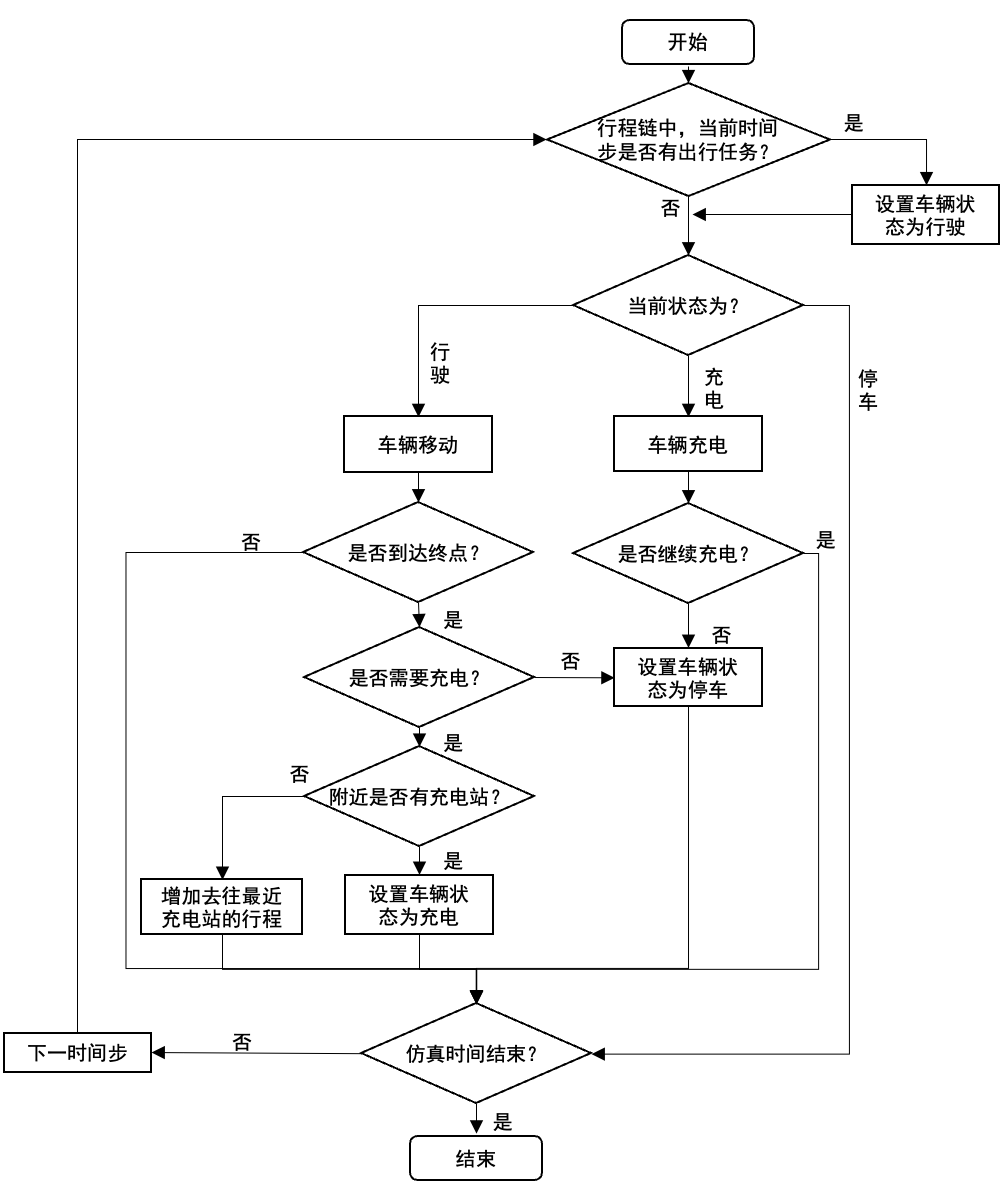 开始
行程链中，当前时间
步是否有出行任务？
是
设置车辆状
态为行驶
否
当前状态为？
行
驶
充
电
停
车
车辆移动
车辆充电
否
是否到达终点？
是否继续充电？
是
是
否
是否需要充电？
否
设置车辆状
态为停车
是
否
附近是否有充电站？
是
增加去往最近
充电站的行程
设置车辆状
态为充电
下一时间步
否
仿真时间结束？
是
结束